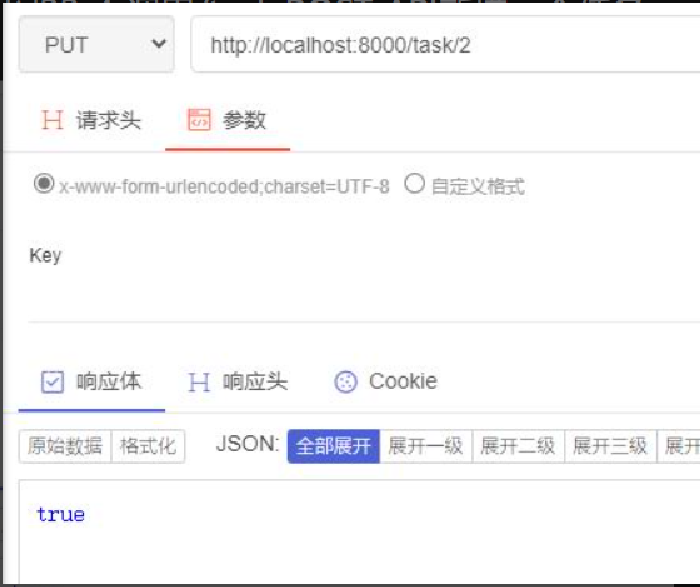 PUT http://localhost:8000/task/2
请求头 参数
x-www-form-urlencoded;charset=UTF-8 自定义格式
Key
响应体 响应头 Cookie
原始数据 格式化 JSON: 全部展开 展开一级 展开二级 展开三级 展开
true